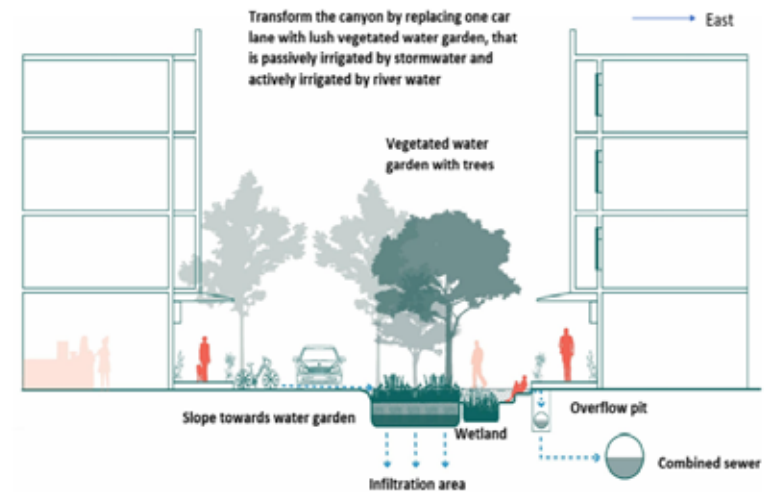 Transform the canyon by replacing one car
lane with lush vegetated water garden, that
is passively irrigated by stormwater and
actively irrigated by river water
East
Vegetated water
garden with trees
Slope towards water garden
Wetland
Overflow pit
Combined sewer
Infiltration area